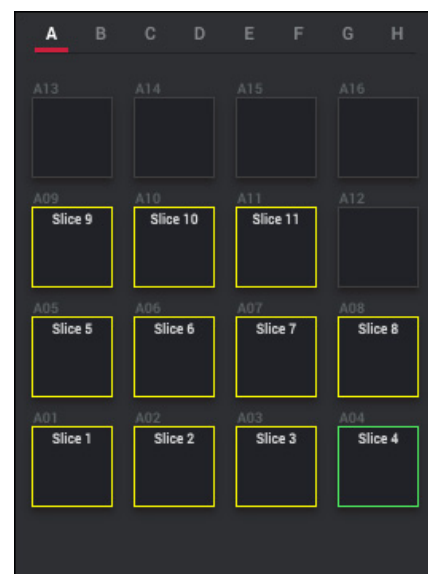 A B C D E F G H
A13 A14 A15 A16
A09 A10 A11 A12
Slice 9 Slice 10 Slice 11
A05 A06 A07 A08
Slice 5 Slice 6 Slice 7 Slice 8
A01 A02 A03 A04
Slice 1 Slice 2 Slice 3 Slice 4